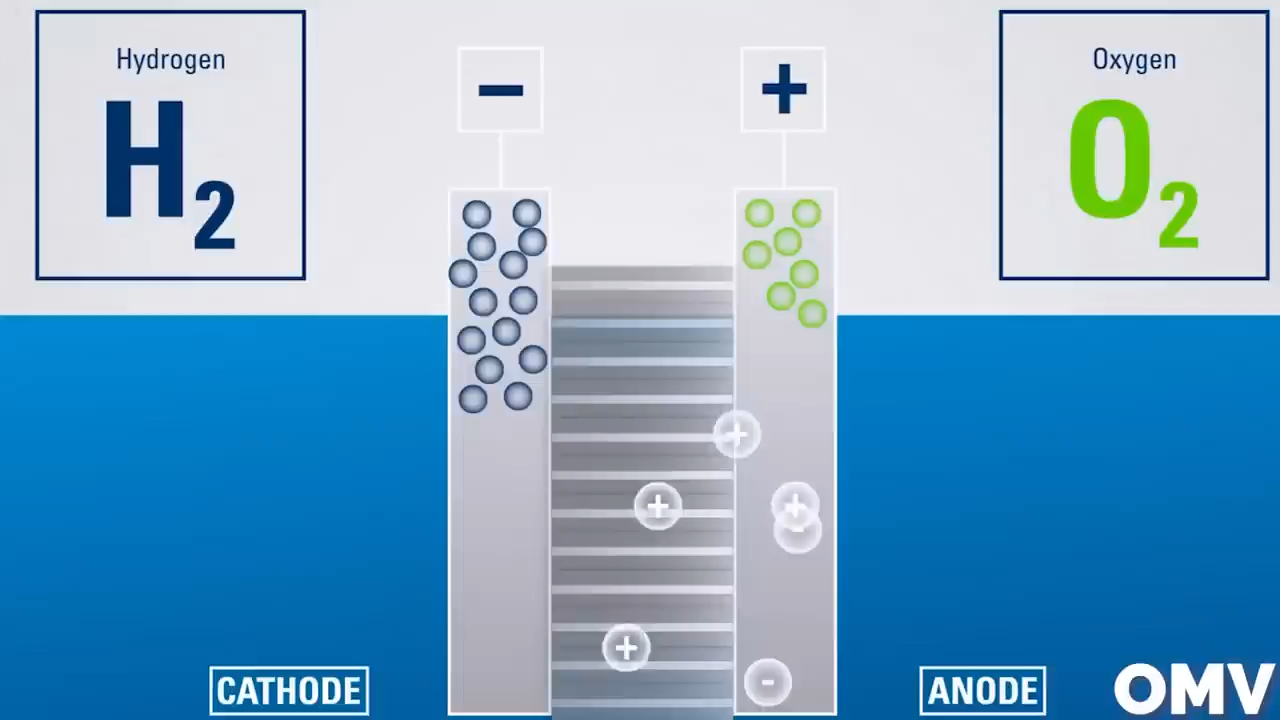 Hydrogen
H2
−
+
Oxygen
O2
+
+
+
+
-
CATHODE
ANODE
OMV